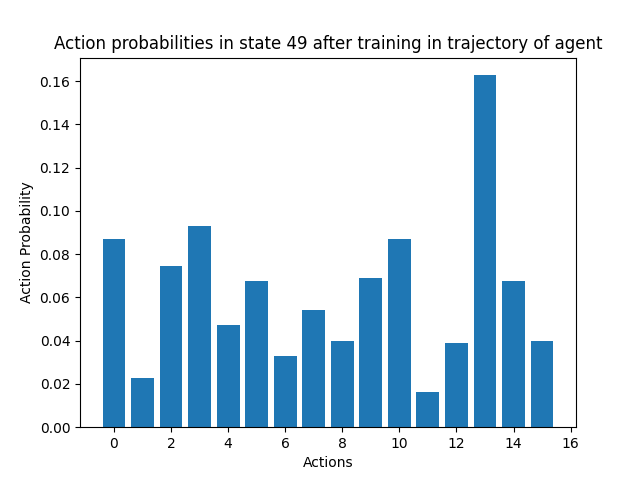 Action probabilities in state 49 after training in trajectory of agent
0.16
0.14
0.12
0.10
0.08
0.06
0.04
0.02
0.00
Action Probability
0 2 4 6 8 10 12 14 16
Actions